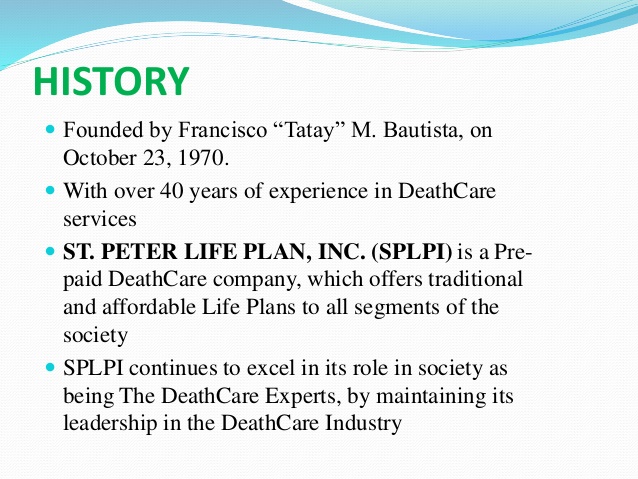 HISTORY
Founded by Francisco “Tatay” M. Bautista, on
October 23, 1970.
With over 40 years of experience in DeathCare
services
ST. PETER LIFE PLAN, INC. (SPLPI) is a Pre-
paid DeathCare company, which offers traditional
and affordable Life Plans to all segments of the
society
SPLPI continues to excel in its role in society as
being The DeathCare Experts, by maintaining its
leadership in the DeathCare Industry